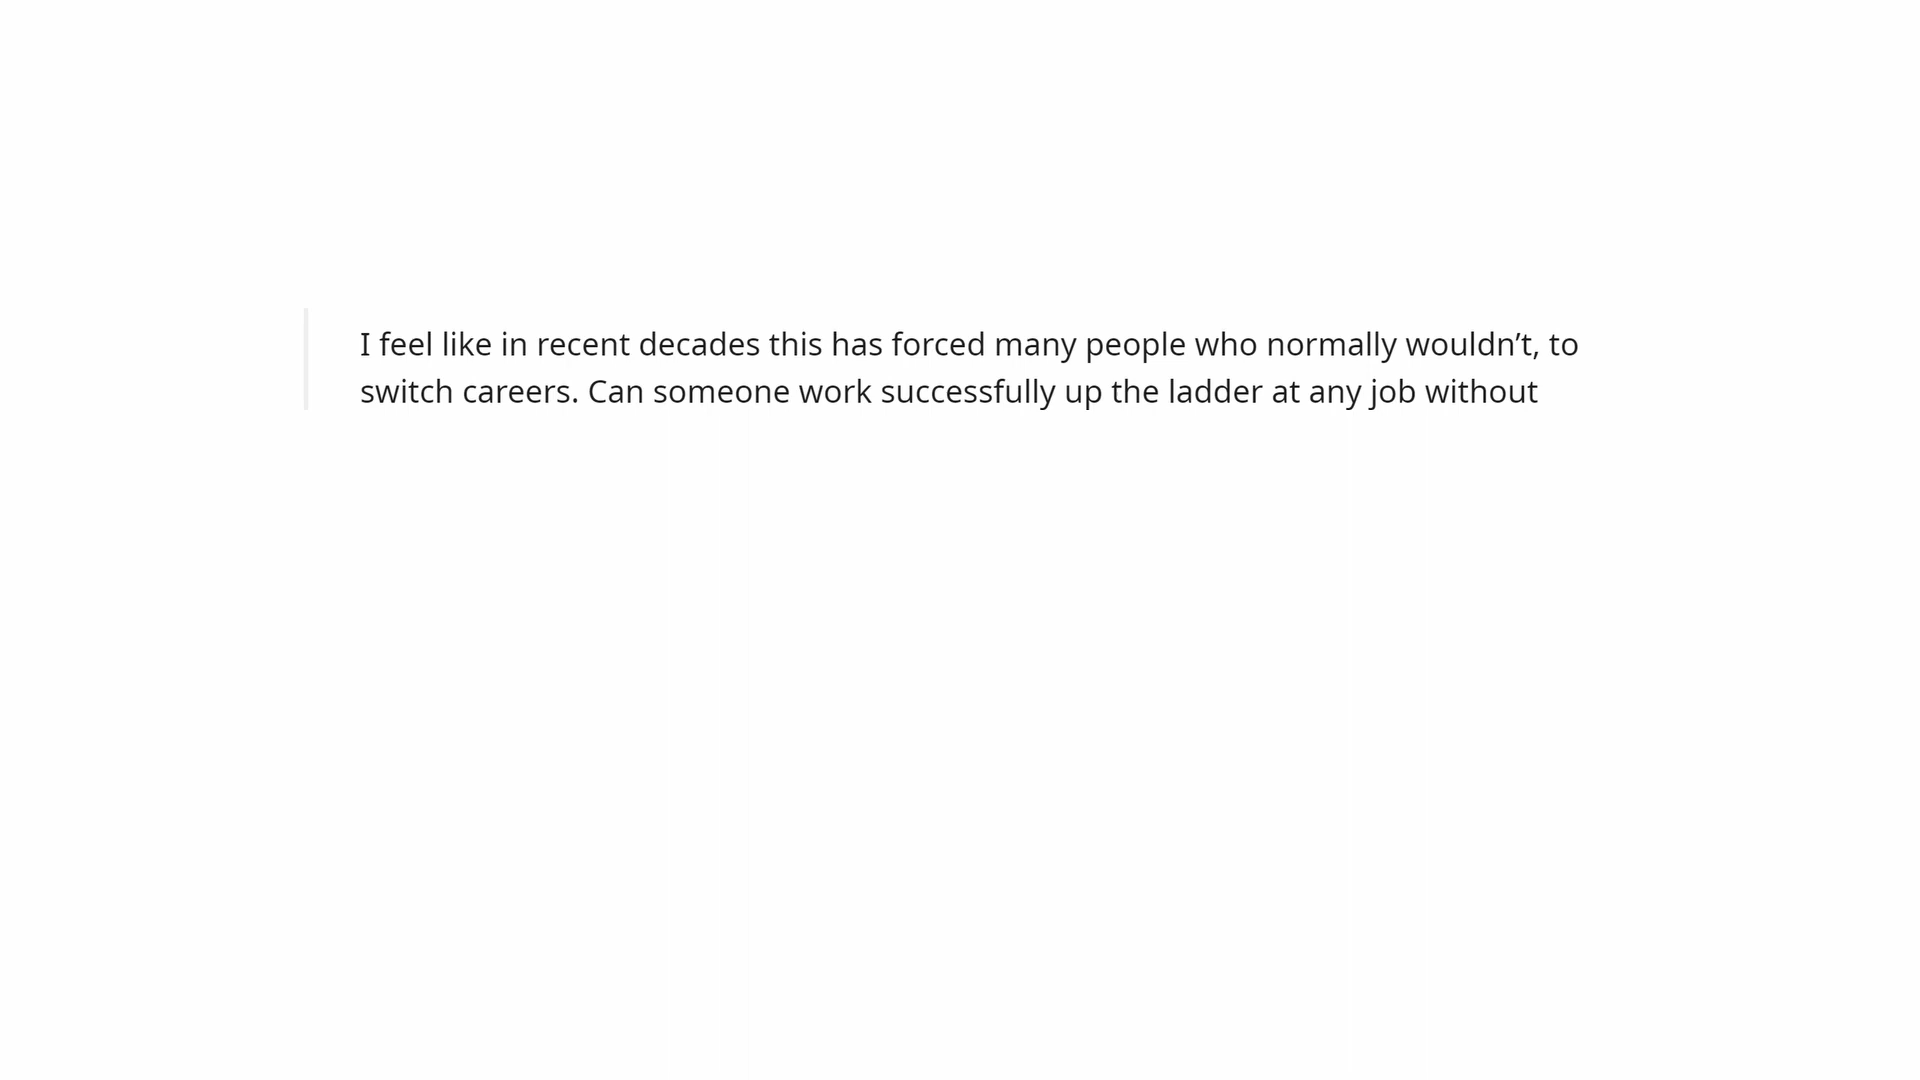 I feel like in recent decades this has forced many people who normally wouldn’t, to
switch careers. Can someone work successfully up the ladder at any job without